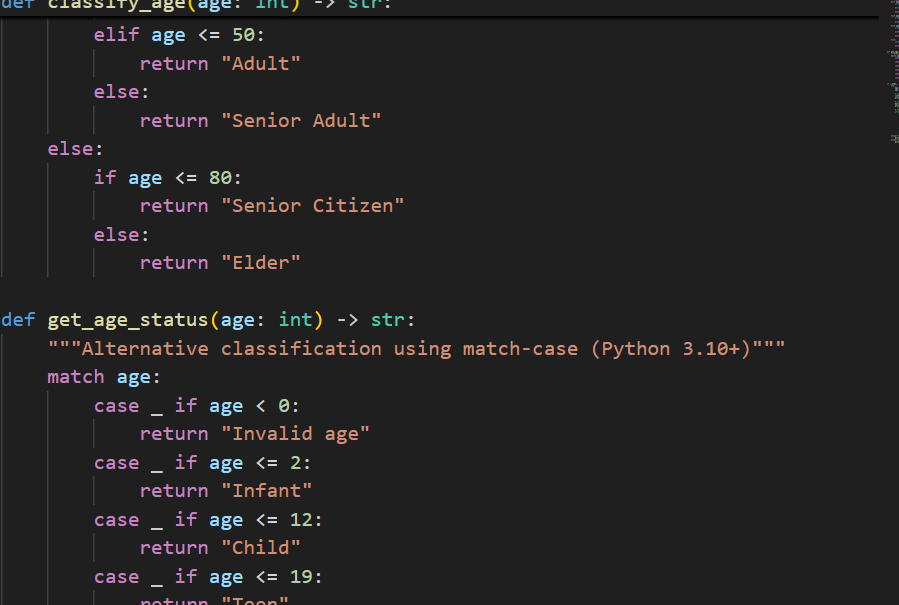 def classify_age(age: int) -> str:
        elif age <= 50:
            return "Adult"
        else:
            return "Senior Adult"
    else:
        if age <= 80:
            return "Senior Citizen"
        else:
            return "Elder"

def get_age_status(age: int) -> str:
    """Alternative classification using match-case (Python 3.10+)"""
    match age:
        case _ if age < 0:
            return "Invalid age"
        case _ if age <= 2:
            return "Infant"
        case _ if age <= 12:
            return "Child"
        case _ if age <= 19:
            return "Teen"